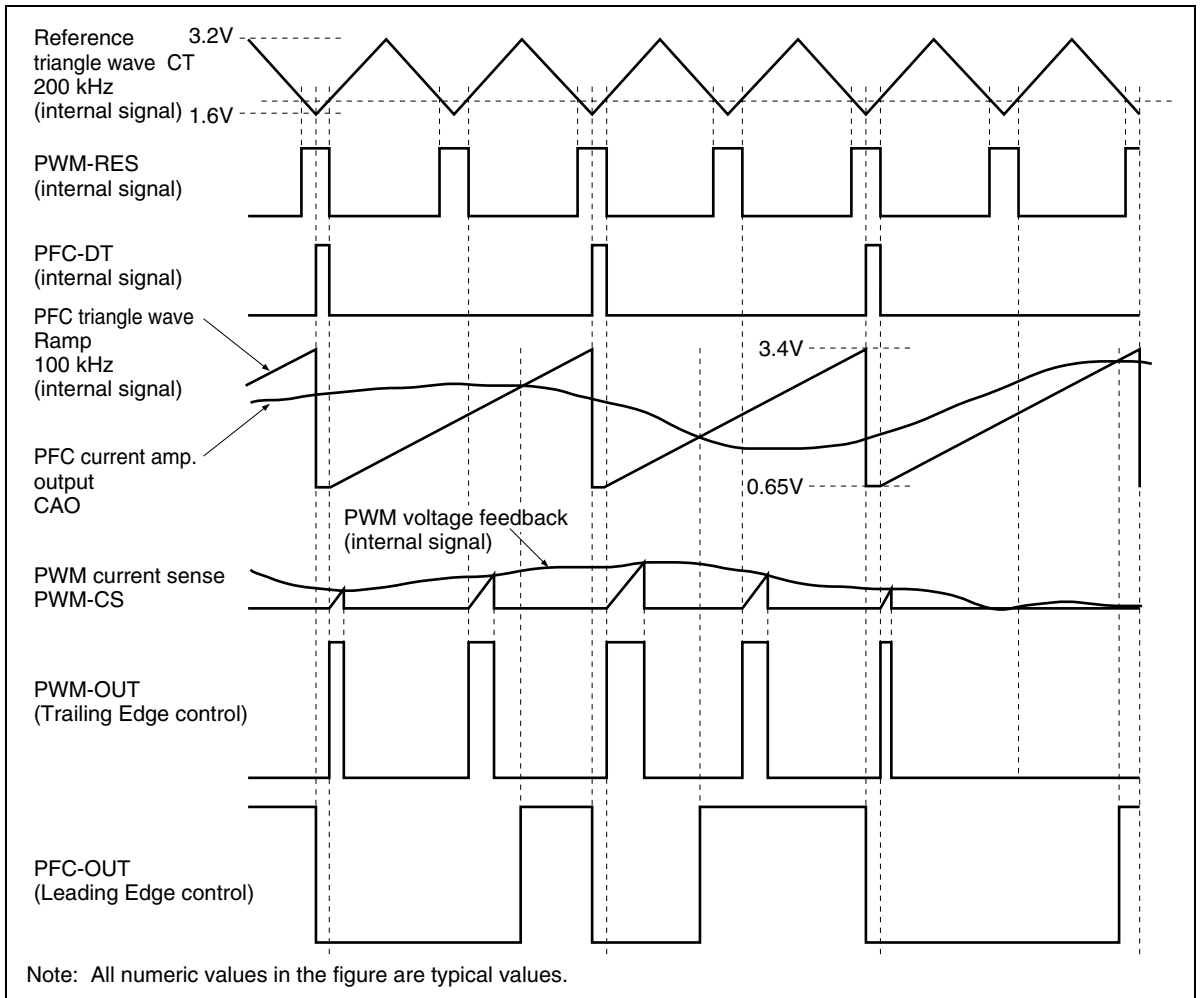 Reference
triangle wave CT
200 kHz
(internal signal)
3.2V
1.6V
PWM-RES
(internal signal)
PFC-DT
(internal signal)
PFC triangle wave
Ramp
100 kHz
(internal signal)
3.4V
PFC current amp.
output
CAO
0.65V
PWM voltage feedback
(internal signal)
PWM current sense
PWM-CS
PWM-OUT
(Trailing Edge control)
PFC-OUT
(Leading Edge control)
Note: All numeric values in the figure are typical values.